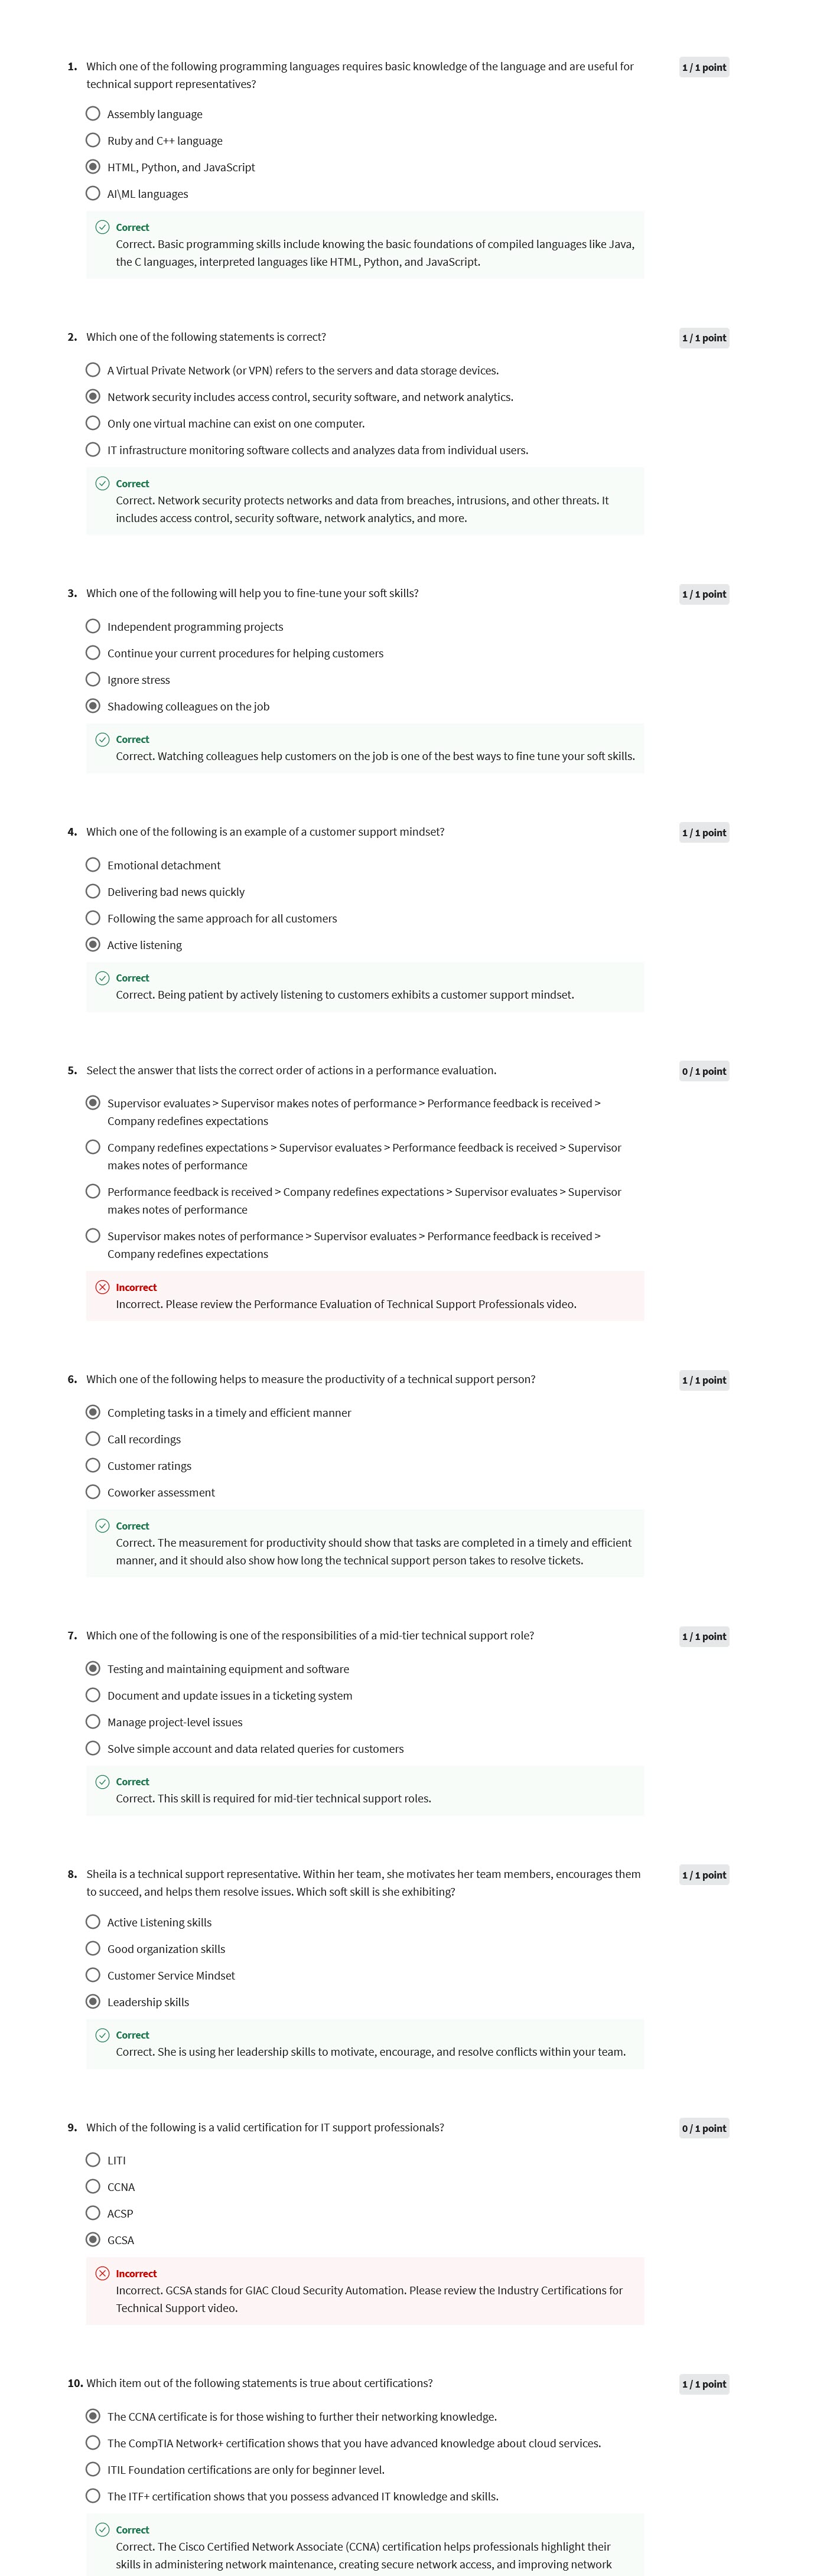 1. Which one of the following programming languages requires basic knowledge of the language and are useful for
technical support representatives?
1 / 1 point
Assembly language
Ruby and C++ language
HTML, Python, and JavaScript
AI\ML languages
Correct
Correct. Basic programming skills include knowing the basic foundations of compiled languages like Java,
the C languages, interpreted languages like HTML, Python, and JavaScript.
2. Which one of the following statements is correct?
1 / 1 point
A Virtual Private Network (or VPN) refers to the servers and data storage devices.
Network security includes access control, security software, and network analytics.
Only one virtual machine can exist on one computer.
IT infrastructure monitoring software collects and analyzes data from individual users.
Correct
Correct. Network security protects networks and data from breaches, intrusions, and other threats. It
includes access control, security software, network analytics, and more.
3. Which one of the following will help you to fine-tune your soft skills?
1 / 1 point
Independent programming projects
Continue your current procedures for helping customers
Ignore stress
Shadowing colleagues on the job
Correct
Correct. Watching colleagues help customers on the job is one of the best ways to fine tune your soft skills.
4. Which one of the following is an example of a customer support mindset?
1 / 1 point
Emotional detachment
Delivering bad news quickly
Following the same approach for all customers
Active listening
Correct
Correct. Being patient by actively listening to customers exhibits a customer support mindset.
5. Select the answer that lists the correct order of actions in a performance evaluation.
0 / 1 point
Supervisor evaluates > Supervisor makes notes of performance > Performance feedback is received >
Company redefines expectations
Company redefines expectations > Supervisor evaluates > Performance feedback is received > Supervisor
makes notes of performance
Performance feedback is received > Company redefines expectations > Supervisor evaluates > Supervisor
makes notes of performance
Supervisor makes notes of performance > Supervisor evaluates > Performance feedback is received >
Company redefines expectations
Incorrect
Incorrect. Please review the Performance Evaluation of Technical Support Professionals video.
6. Which one of the following helps to measure the productivity of a technical support person?
1 / 1 point
Completing tasks in a timely and efficient manner
Call recordings
Customer ratings
Coworker assessment
Correct
Correct. The measurement for productivity should show that tasks are completed in a timely and efficient
manner, and it should also show how long the technical support person takes to resolve tickets.
7. Which one of the following is one of the responsibilities of a mid-tier technical support role?
1 / 1 point
Testing and maintaining equipment and software
Document and update issues in a ticketing system
Manage project-level issues
Solve simple account and data related queries for customers
Correct
Correct. This skill is required for mid-tier technical support roles.
8. Sheila is a technical support representative. Within her team, she motivates her team members, encourages them
to succeed, and helps them resolve issues. Which soft skill is she exhibiting?
1 / 1 point
Active Listening skills
Good organization skills
Customer Service Mindset
Leadership skills
Correct
Correct. She is using her leadership skills to motivate, encourage, and resolve conflicts within your team.
9. Which of the following is a valid certification for IT support professionals?
0 / 1 point
LITI
CCNA
ACSP
GCSA
Incorrect
Incorrect. GCSA stands for GIAC Cloud Security Automation. Please review the Industry Certifications for
Technical Support video.
10. Which item out of the following statements is true about certifications?
1 / 1 point
The CCNA certificate is for those wishing to further their networking knowledge.
The CompTIA Network+ certification shows that you have advanced knowledge about cloud services.
ITIL Foundation certifications are only for beginner level.
The ITF+ certification shows that you possess advanced IT knowledge and skills.
Correct
Correct. The Cisco Certified Network Associate (CCNA) certification helps professionals highlight their
skills in administering network maintenance, creating secure network access, and improving network